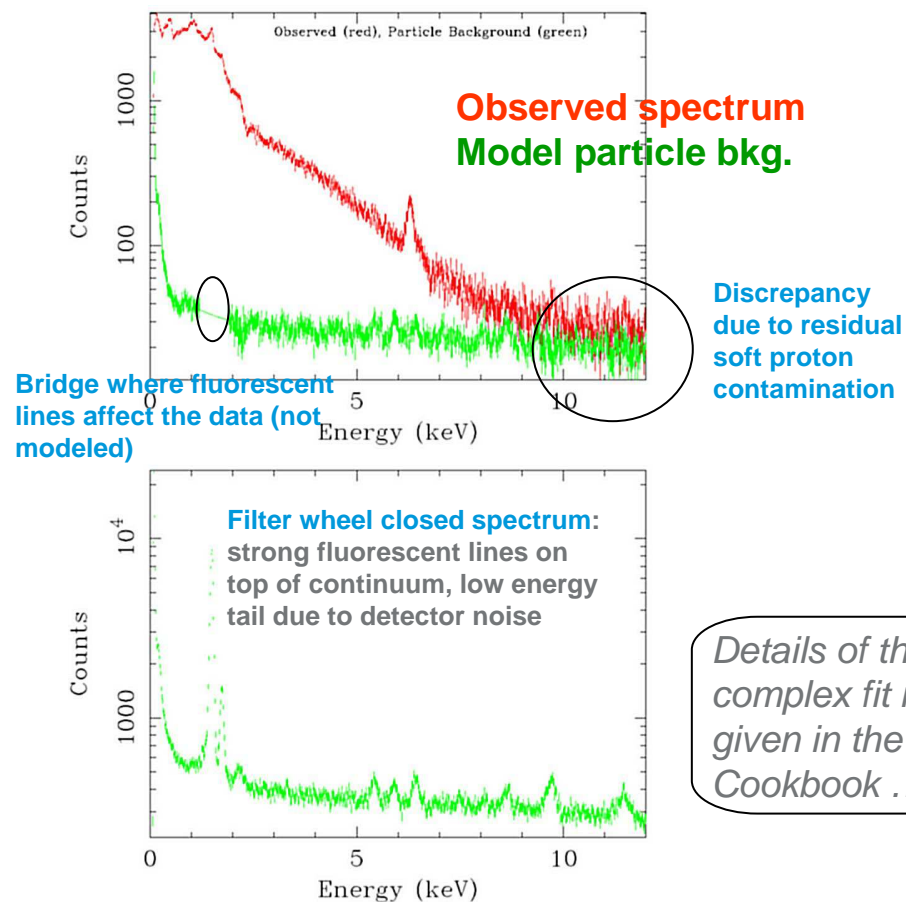 Observed (red), Particle Background (green)
Observed spectrum
Model particle bkg.
1000
100
Counts
Discrepancy
due to residual
soft proton
contamination
Bridge where fluorescent
lines affect the data (not
modeled)
0
5
10
Energy (keV)
Filter wheel closed spectrum:
strong fluorescent lines on
top of continuum, low energy
tail due to detector noise
10^4
1000
Counts
0
5
10
Energy (keV)
Details of
complex fit
given in the
Cookbook .